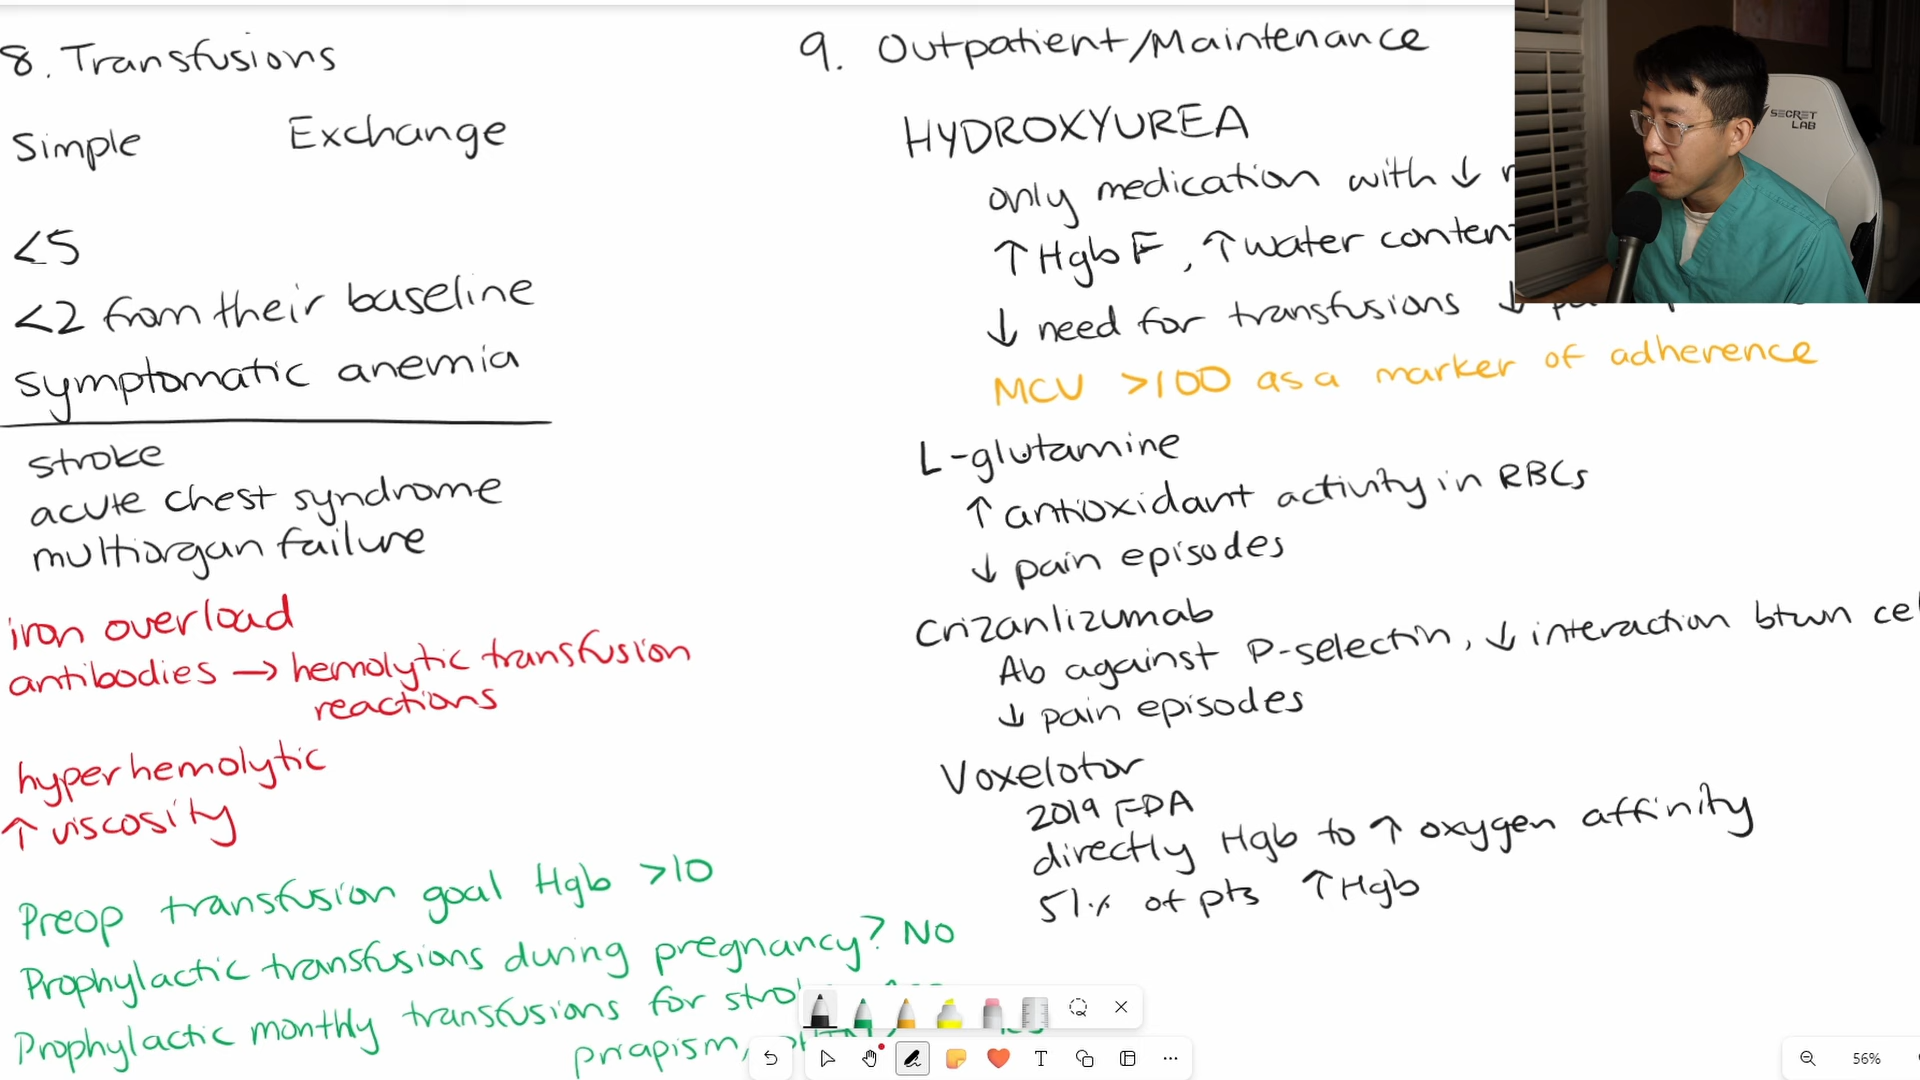 8. Transfusions
Simple Exchange
<5
<2 from their baseline
symptomatic anemia
stroke
acute chest syndrome
multiorgan failure
iron overload
antibodies → hemolytic transfusion
reactions
hyperhemolytic
↑ viscosity
Preop transfusion goal Hgb >10
Prophylactic transfusions during pregnancy? NO
Prophylactic monthly transfusions for
priapism,
9. Outpatient/Maintenance
HYDROXYUREA
only medication with ↓
↑ Hgb F, ↑ water content
↓ need for transfusions ↓
MCV >100 as a marker of adherence
L-glutamine
↑ antioxidant activity in RBCs
↓ pain episodes
Crizanlizumab
Ab against P-selectin, ↓ interaction btwn
↓ pain episodes
Voxelotor
2019 FDA
directly Hgb to ↑ oxygen affinity
51% of pts ↑ Hgb
SECRET
LAB
T
56%